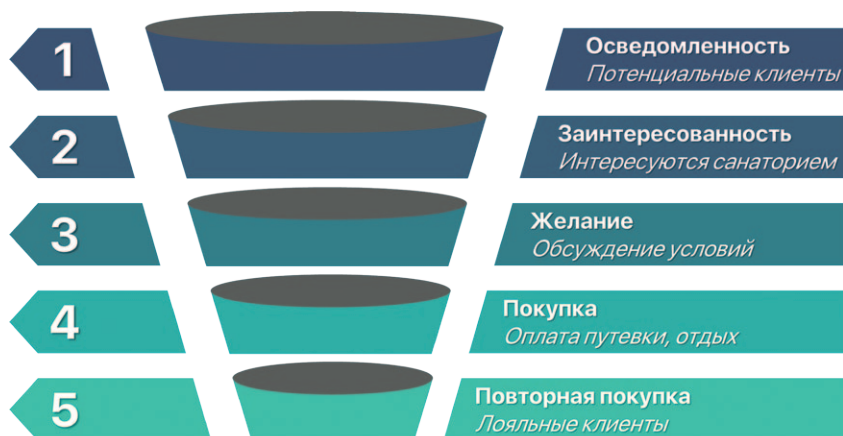 1
Осведомленность
Потенциальные клиенты
2
Заинтересованность
Интересуются санаторием
3
Желание
Обсуждение условий
4
Покупка
Оплата путевки, отдых
5
Повторная покупка
Лояльные клиенты